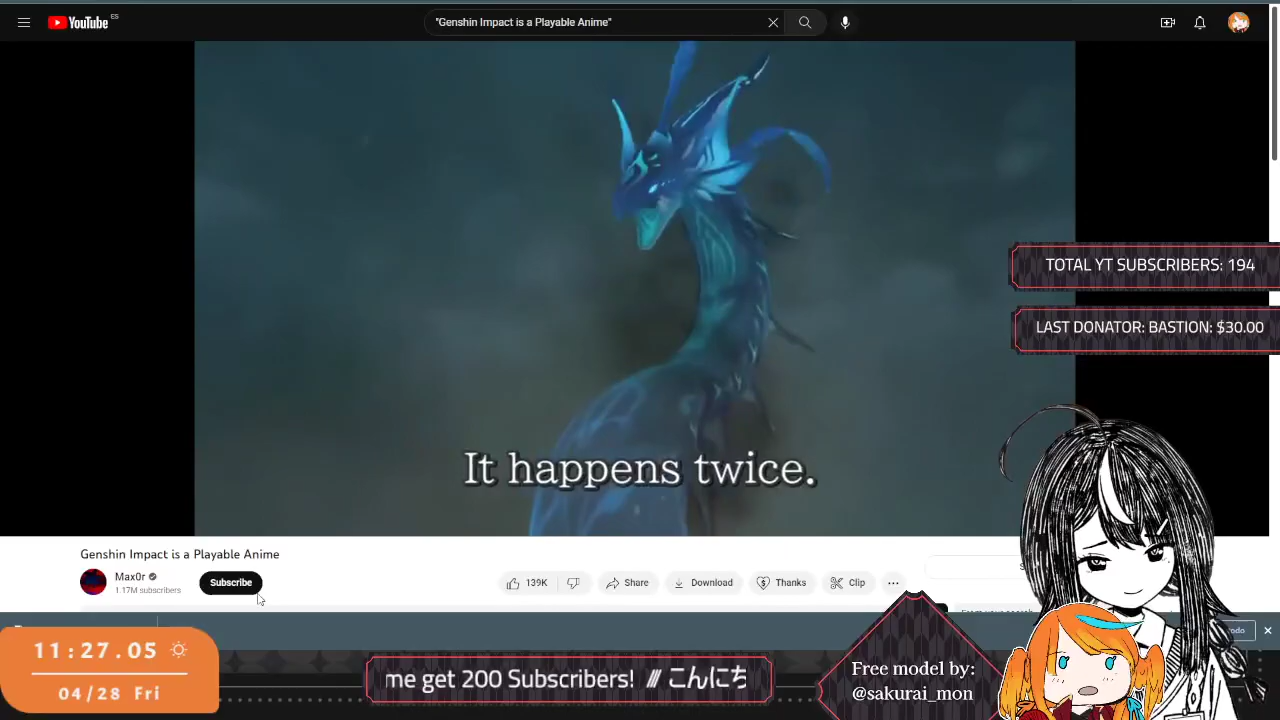 YouTube ES
"Genshin Impact is a Playable Anime"
TOTAL YT SUBSCRIBERS: 194
LAST DONATOR: BASTION: $30.00
It happens twice.
Genshin Impact is a Playable Anime
Max0r
1.17M subscribers
Subscribe
139K
Share
Download
Thanks
Clip
11:27.05
04/28 Fri
me get 200 Subscribers! /// こんにち
Free model by:
@sakurai_mon